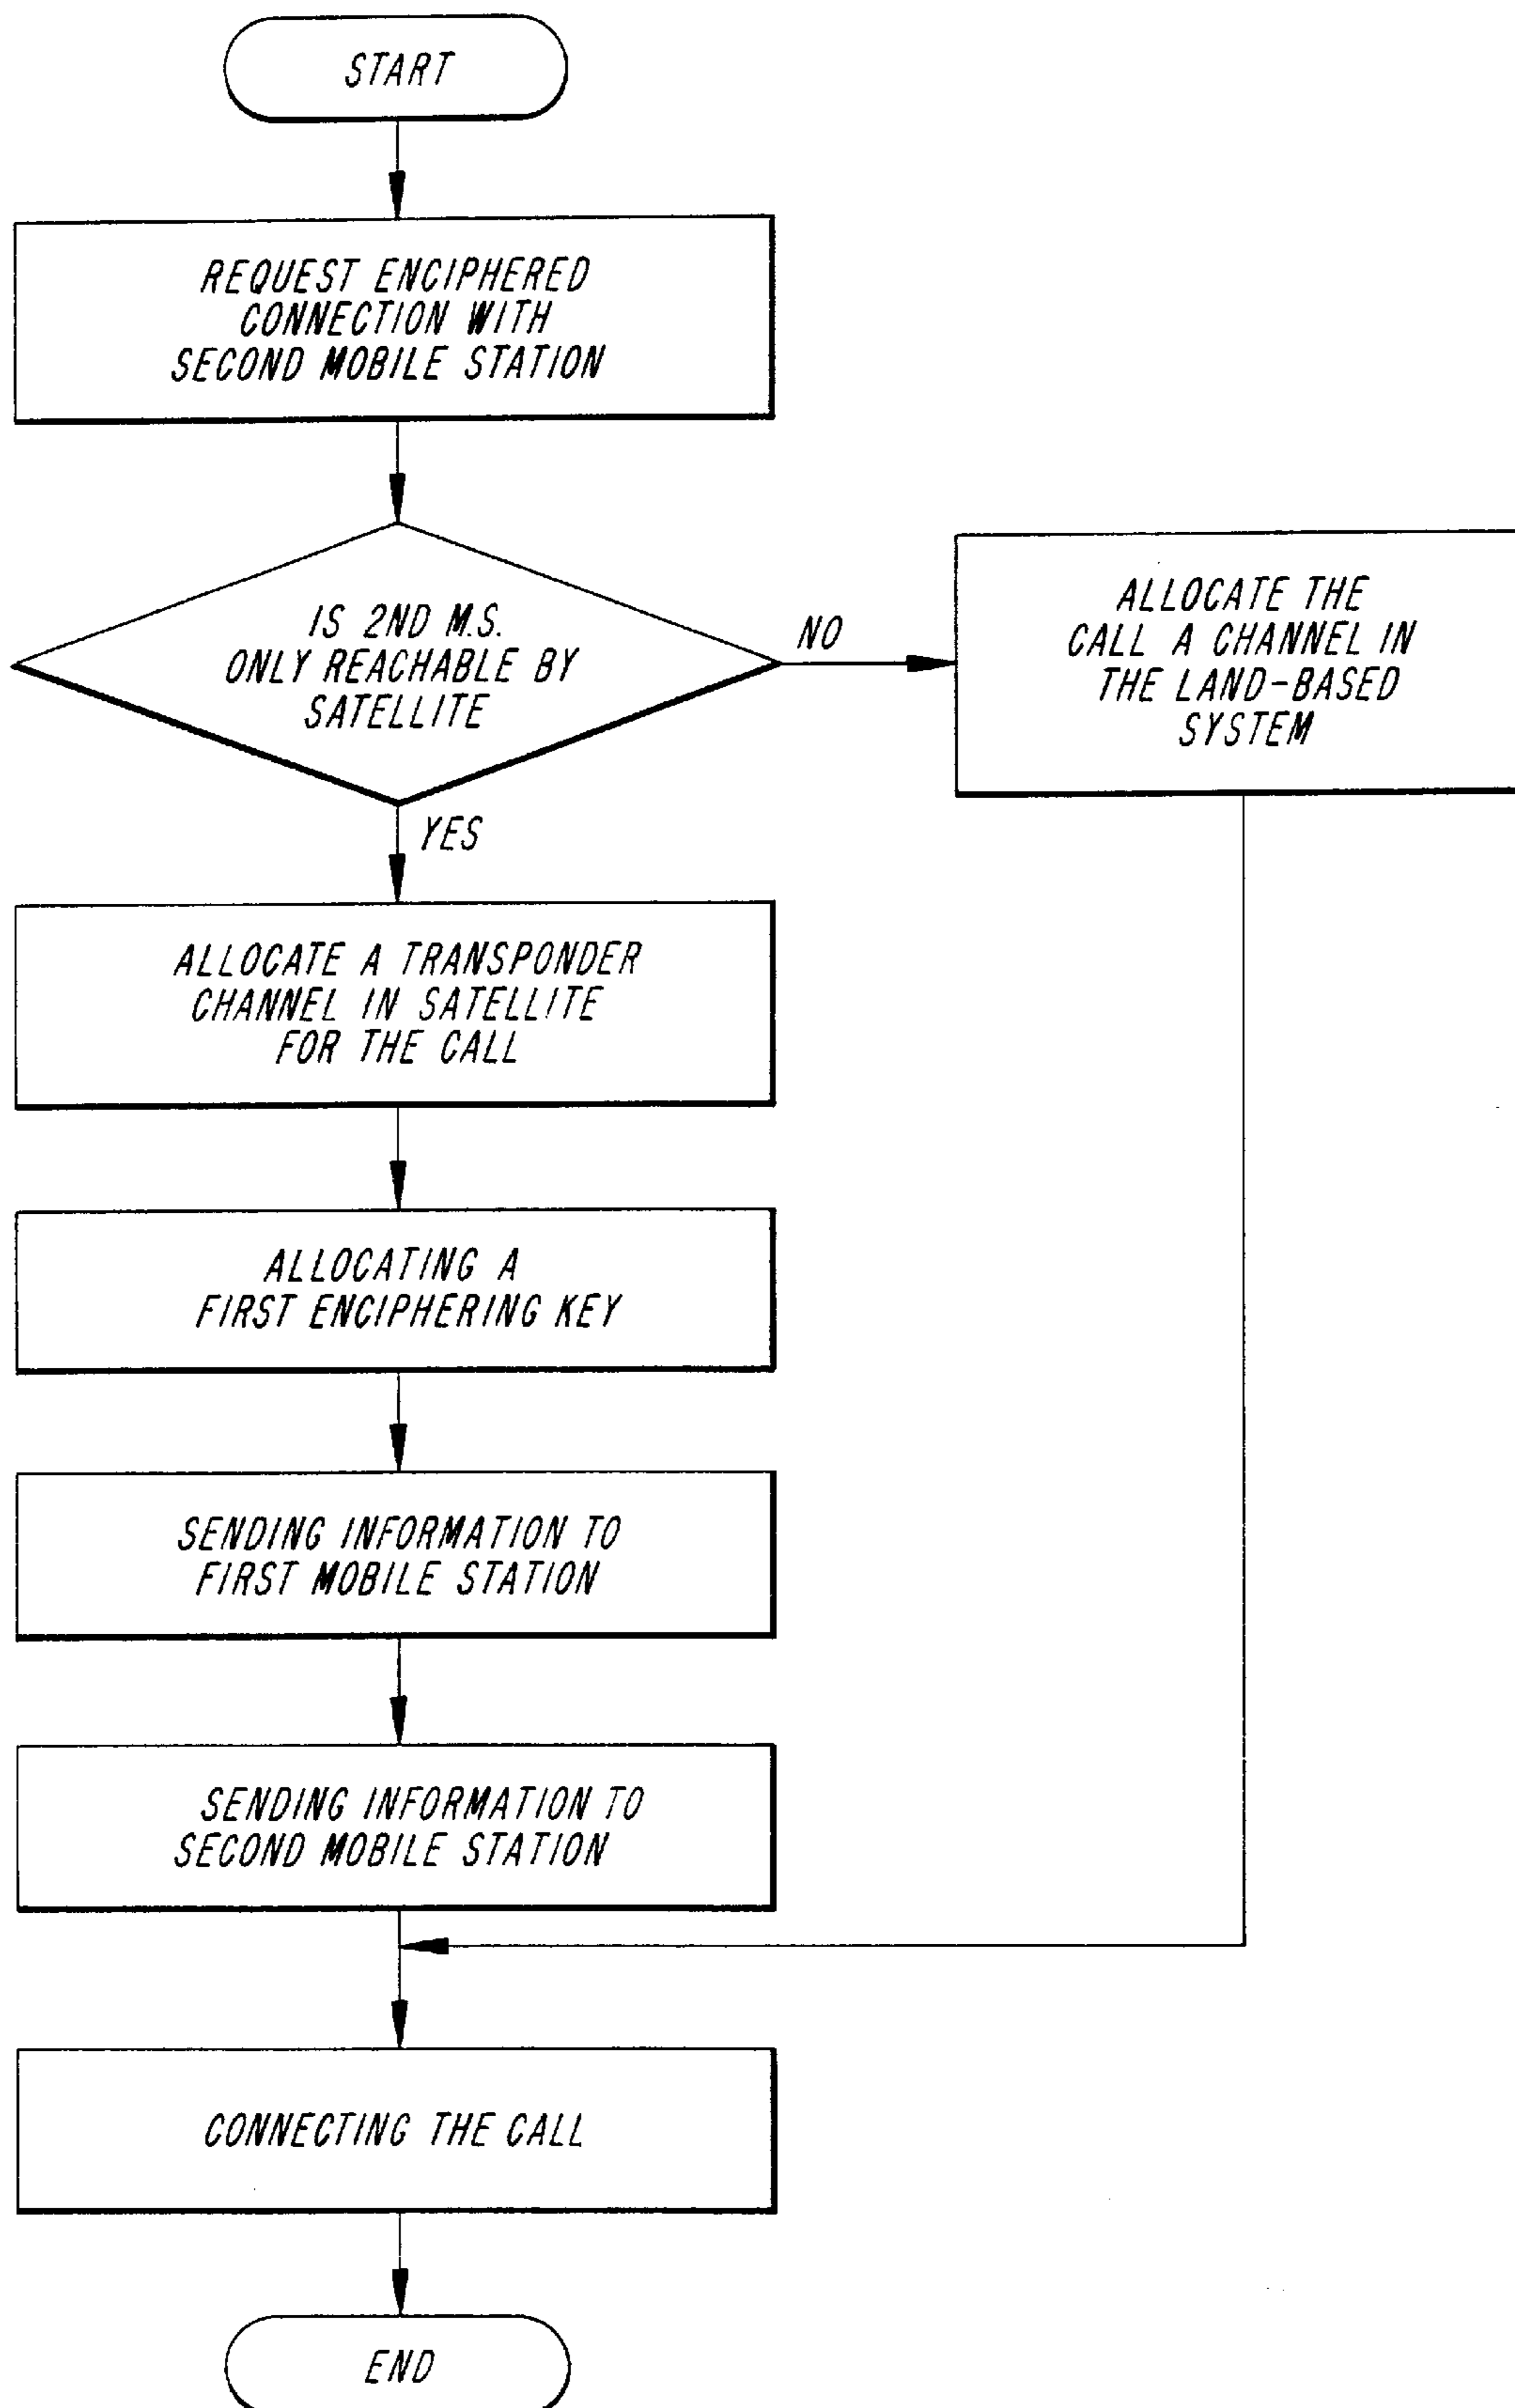 START
REQUEST ENCIPHERED
CONNECTION WITH
SECOND MOBILE STATION
IS 2ND M.S.
ONLY REACHABLE BY
SATELLITE
NO
ALLOCATE THE
CALL A CHANNEL IN
THE LAND-BASED
SYSTEM
YES
ALLOCATE A TRANSPONDER
CHANNEL IN SATELLITE
FOR THE CALL
ALLOCATING A
FIRST ENCIPHERING KEY
SENDING INFORMATION TO
FIRST MOBILE STATION
SENDING INFORMATION TO
SECOND MOBILE STATION
CONNECTING THE CALL
END